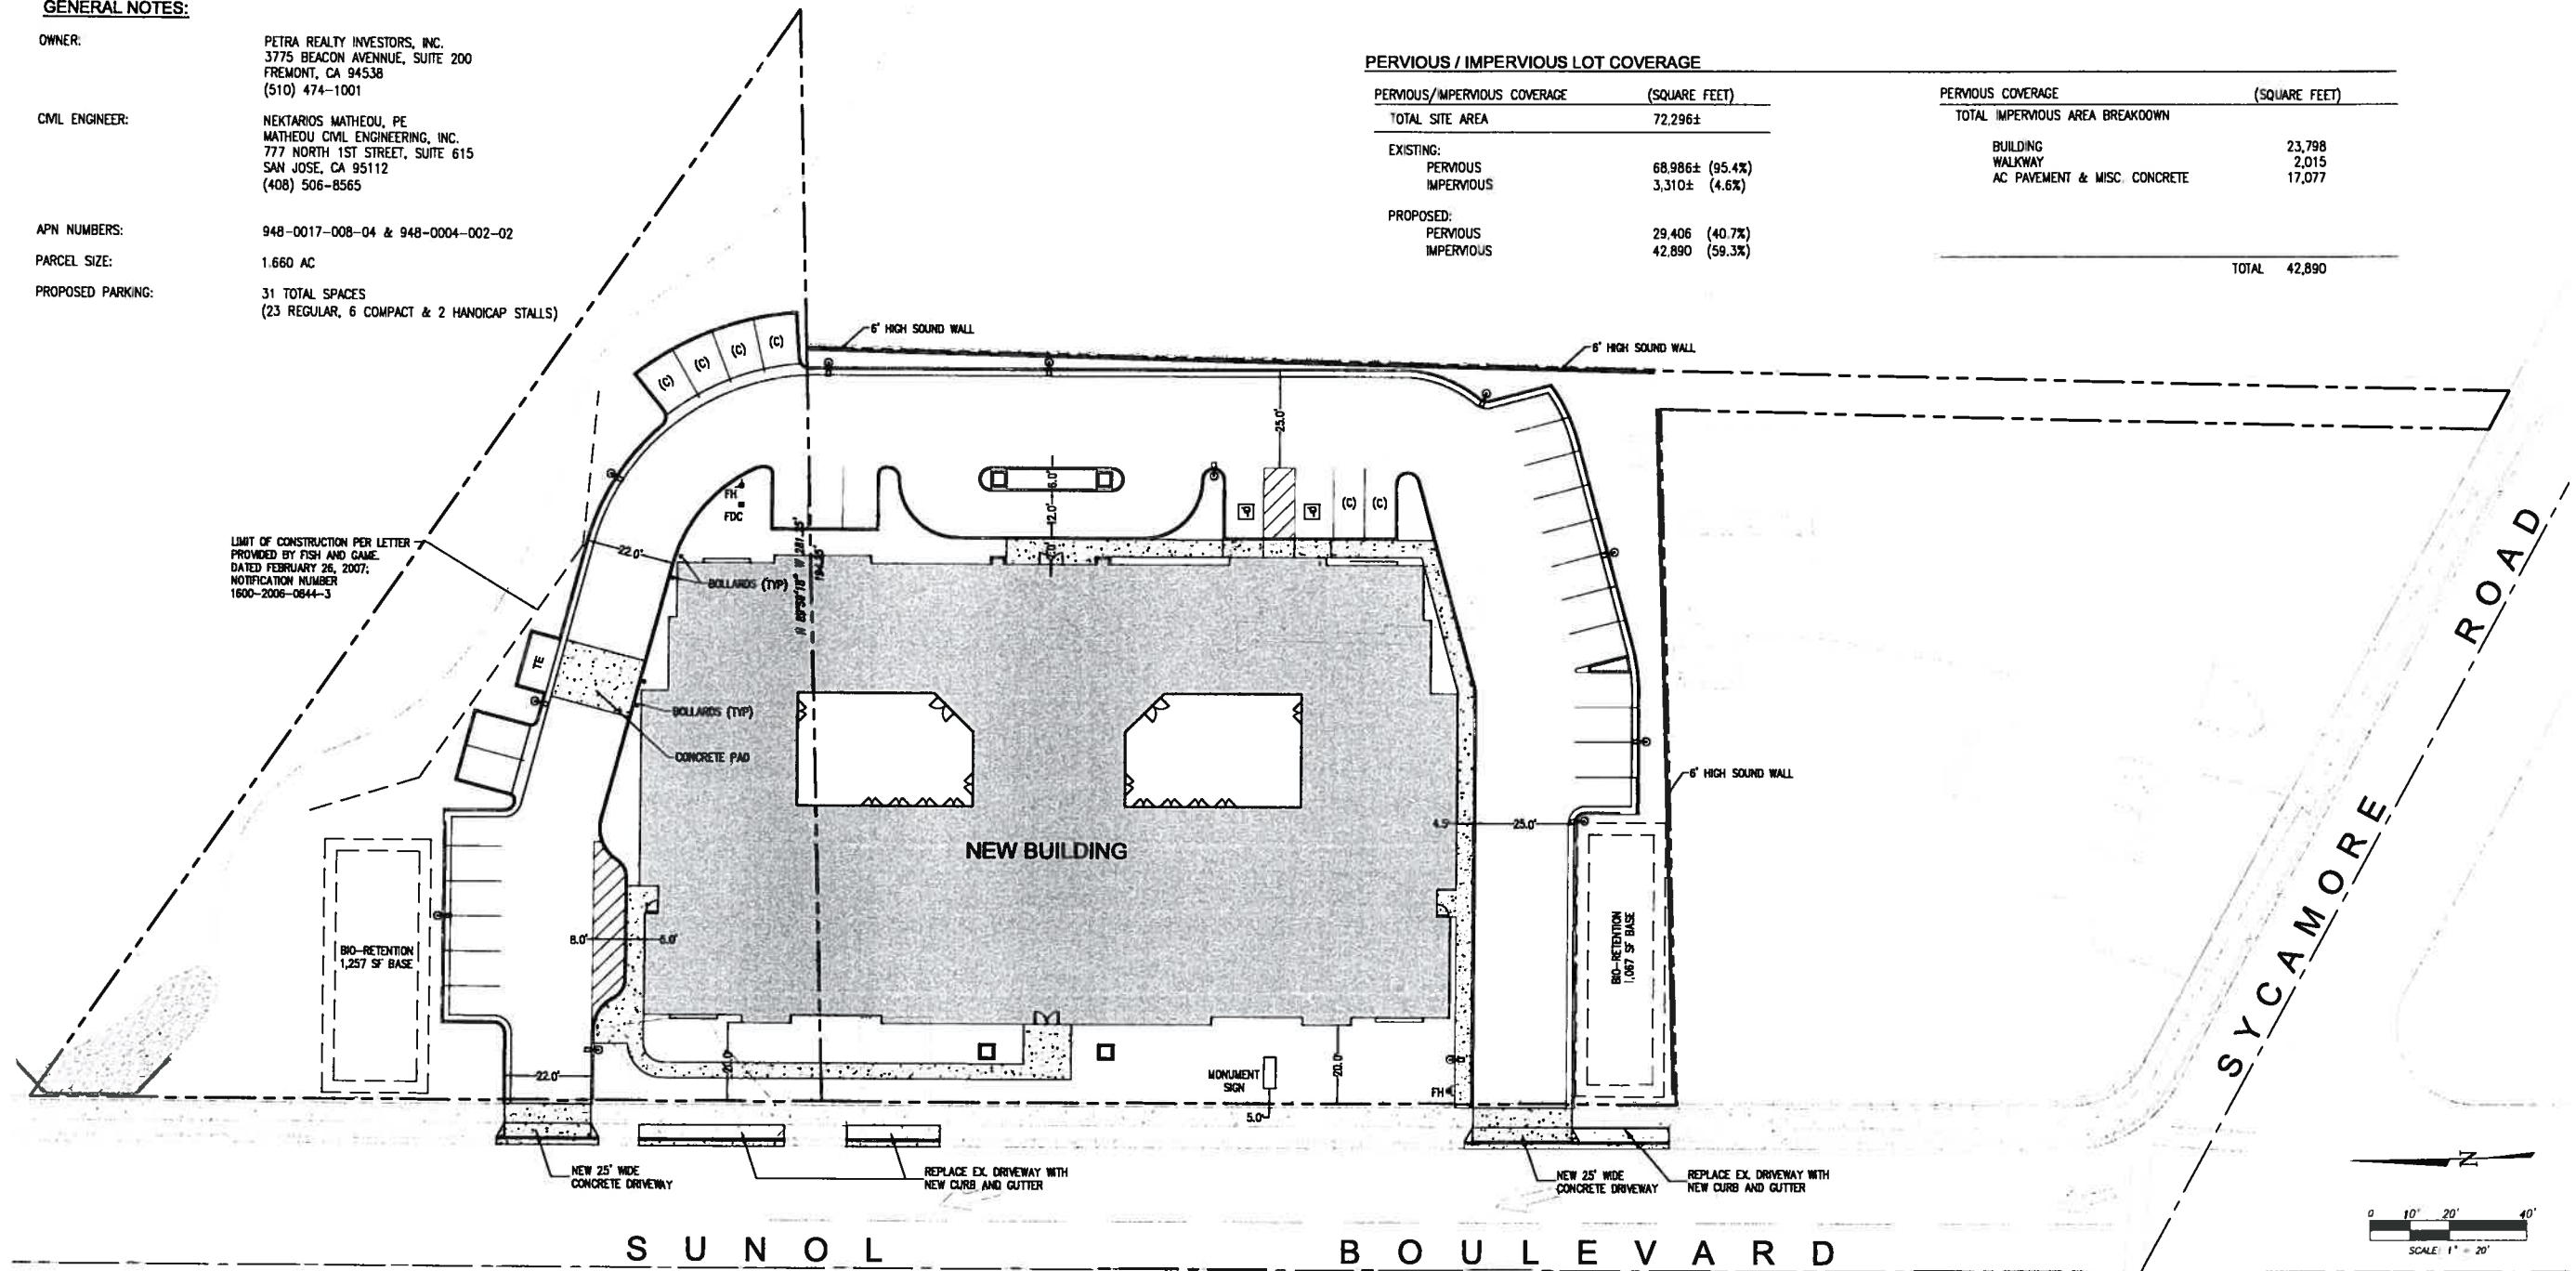 GENERAL NOTES:
OWNER:
PETRA REALTY INVESTORS, INC.
3775 BEACON AVENNUE, SUITE 200
FREMONT, CA 94538
(510) 474-1001
CIVIL ENGINEER:
NEKTARIOS MATHEOU, PE
MATHEOU CIVIL ENGINEERING, INC.
777 NORTH 1ST STREET, SUITE 615
SAN JOSE, CA 95112
(408) 506-8565
APN NUMBERS: 948-0017-008-04 & 948-0004-002-02
PARCEL SIZE: 1.660 AC
PROPOSED PARKING: 31 TOTAL SPACES
(23 REGULAR, 6 COMPACT & 2 HANDICAP STALLS)
PERVIOUS / IMPERVIOUS LOT COVERAGE
PERVIOUS/IMPERVIOUS COVERAGE (SQUARE FEET)
TOTAL SITE AREA 72,296±
EXISTING:
PERVIOUS 68,986± (95.4%)
IMPERVIOUS 3,310± (4.6%)
PROPOSED:
PERVIOUS 29,406 (40.7%)
IMPERVIOUS 42,890 (59.3%)
PERVIOUS COVERAGE (SQUARE FEET)
TOTAL IMPERVIOUS AREA BREAKDOWN
BUILDING 23,798
WALKWAY 2,015
AC PAVEMENT & MISC. CONCRETE 17,077
TOTAL 42,890
6' HIGH SOUND WALL
6' HIGH SOUND WALL
(C)
(C)
(C)
(C)
25.0'
6.0'
12.0'
(C)
(C)
FH
FDC
22.0'
LIMIT OF CONSTRUCTION PER LETTER
PROVIDED BY FISH AND GAME.
DATED FEBRUARY 26, 2007;
NOTIFICATION NUMBER
1600-2006-0644-3
BOLLARDS (TYP)
194.25'
TE
BOLLARDS (TYP)
CONCRETE PAD
6' HIGH SOUND WALL
4.5'
25.0'
NEW BUILDING
BIO-RETENTION
1,257 SF BASE
8.0'
BIO-RETENTION
1,067 SF BASE
22.0'
20.0'
20.0'
MONUMENT
SIGN
5.0'
FH
NEW 25' WIDE
CONCRETE DRIVEWAY
REPLACE EX. DRIVEWAY WITH
NEW CURB AND GUTTER
NEW 25' WIDE
CONCRETE DRIVEWAY
REPLACE EX. DRIVEWAY WITH
NEW CURB AND GUTTER
SUNOL BOULEVARD
SYCAMORE ROAD
N
0 10' 20' 40'
SCALE: 1" = 20'